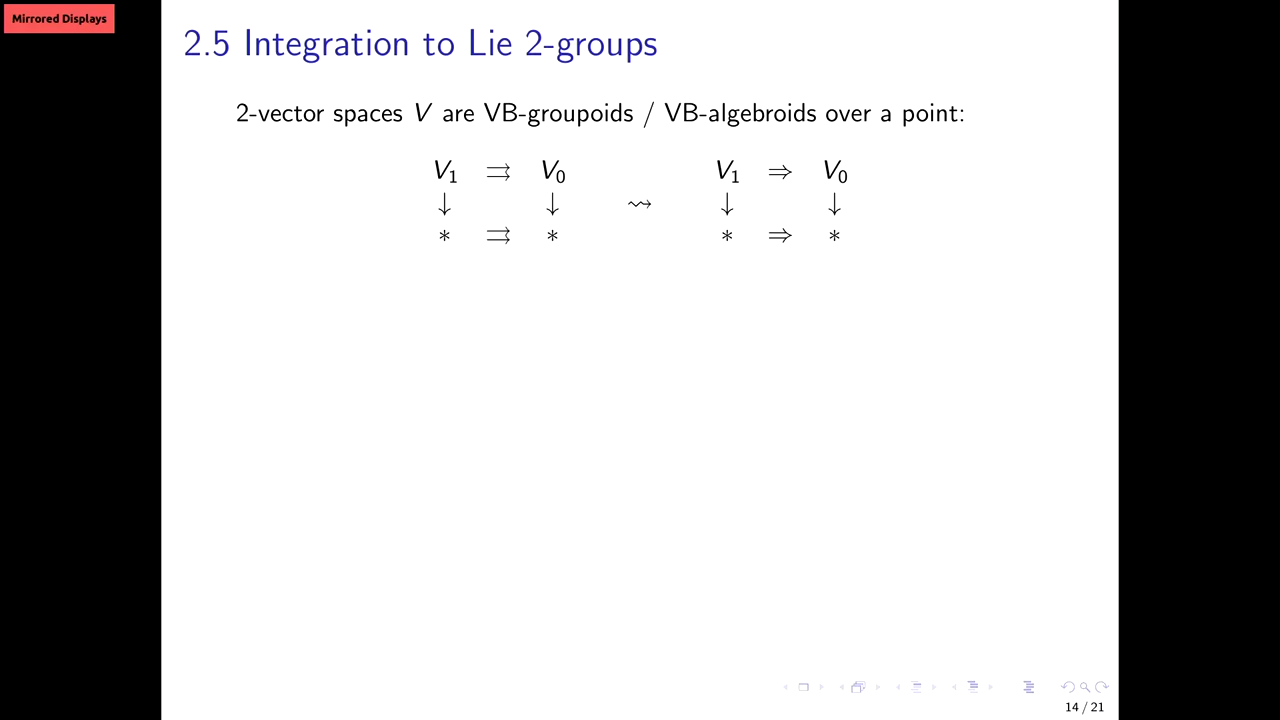 Mirrored Displays
2.5 Integration to Lie 2-groups
2-vector spaces V are VB-groupoids / VB-algebroids over a point:
V₁ ⇉ V₀ V₁ ⇒ V₀
↓ ↓ ⇝ ↓ ↓
* ⇉ * * ⇒ *
14 / 21